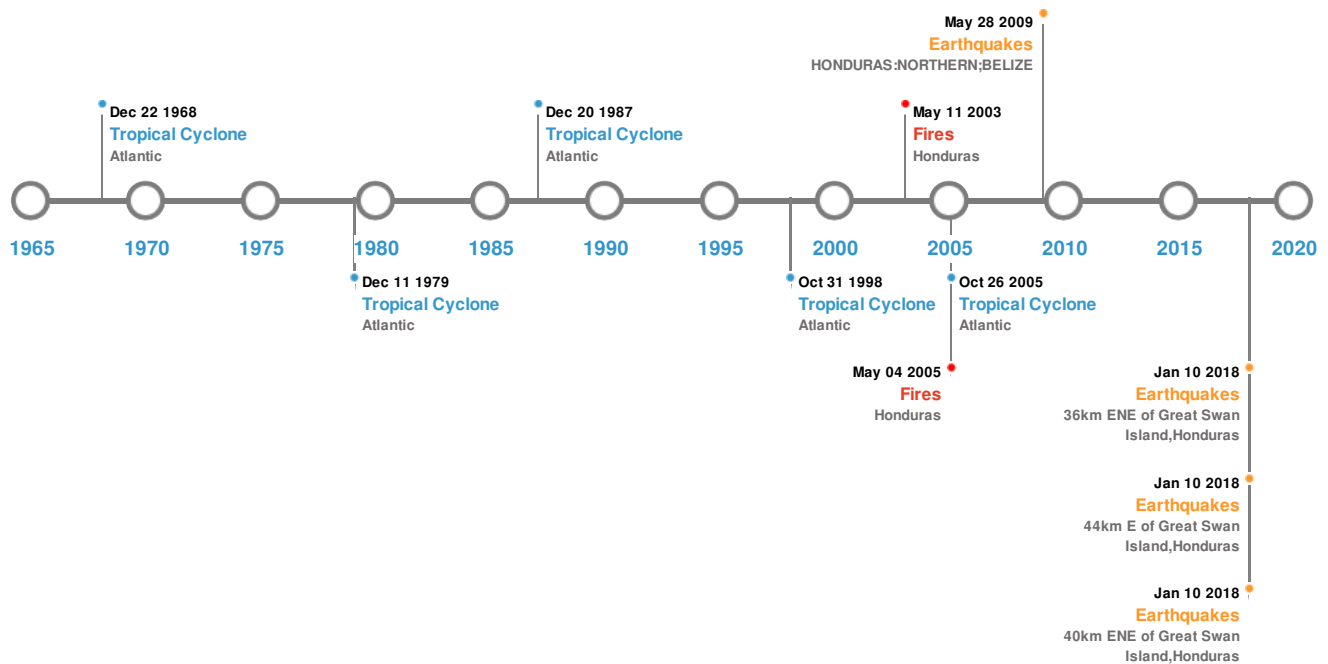 May 28 2009
Earthquakes
HONDURAS:NORTHERN;BELIZE
Dec 22 1968
Tropical Cyclone
Atlantic
Dec 20 1987
Tropical Cyclone
Atlantic
May 11 2003
Fires
Honduras
1965 1970 1975 1980 1985 1990 1995 2000 2005 2010 2015 2020
Dec 11 1979
Tropical Cyclone
Atlantic
Oct 31 1998
Tropical Cyclone
Atlantic
Oct 26 2005
Tropical Cyclone
Atlantic
May 04 2005
Fires
Honduras
Jan 10 2018
Earthquakes
36km ENE of Great Swan
Island,Honduras
Jan 10 2018
Earthquakes
44km E of Great Swan
Island,Honduras
Jan 10 2018
Earthquakes
40km ENE of Great Swan
Island,Honduras